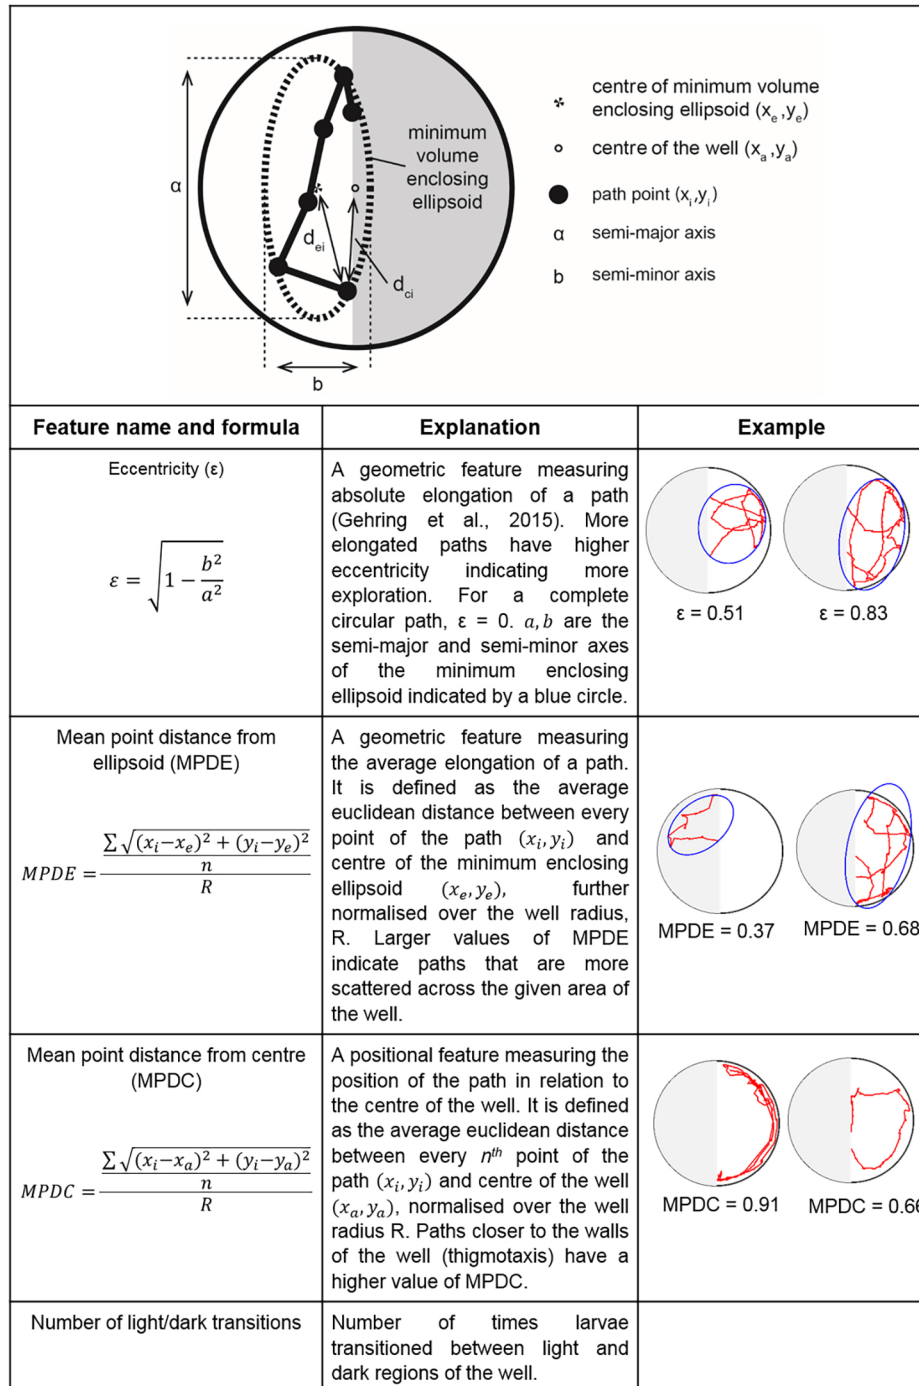 centre of minimum volume
enclosing ellipsoid (xₑ,yₑ)
centre of the well (xₐ,yₐ)
path point (xᵢ,yᵢ)
α semi-major axis
b semi-minor axis
minimum
volume
enclosing
ellipsoid
α
d_ei
d_ci
b
Feature name and formula
Explanation
Example
Eccentricity (ε)
ε = √(1 − b²/a²)
A geometric feature measuring
absolute elongation of a path
(Gehring et al., 2015). More
elongated paths have higher
eccentricity indicating more
exploration. For a complete
circular path, ε = 0. a, b are the
semi-major and semi-minor axes
of the minimum enclosing
ellipsoid indicated by a blue circle.
ε = 0.51
ε = 0.83
Mean point distance from
ellipsoid (MPDE)
MPDE = ((∑ √((xᵢ−xₑ)² + (yᵢ−yₑ)²))/n)/R
A geometric feature measuring
the average elongation of a path.
It is defined as the average
euclidean distance between every
point of the path (xᵢ, yᵢ) and
centre of the minimum enclosing
ellipsoid (xₑ, yₑ), further
normalised over the well radius,
R. Larger values of MPDE
indicate paths that are more
scattered across the given area of
the well.
MPDE = 0.37
MPDE = 0.68
Mean point distance from centre
(MPDC)
MPDC = ((∑ √((xᵢ−xₐ)² + (yᵢ−yₐ)²))/n)/R
A positional feature measuring the
position of the path in relation to
the centre of the well. It is defined
as the average euclidean distance
between every nᵗʰ point of the
path (xᵢ, yᵢ) and centre of the well
(xₐ, yₐ), normalised over the well
radius R. Paths closer to the walls
of the well (thigmotaxis) have a
higher value of MPDC.
MPDC = 0.91
MPDC = 0.66
Number of light/dark transitions
Number of times larvae
transitioned between light and
dark regions of the well.